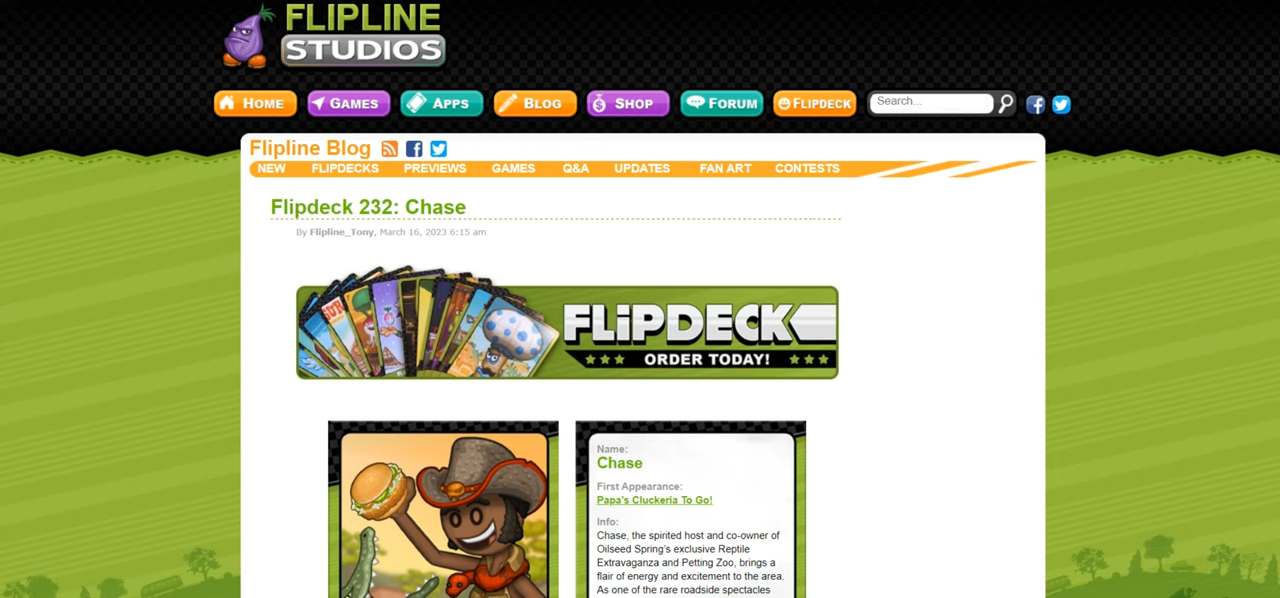 FLIPLINE
STUDIOS
HOME GAMES APPS BLOG SHOP FORUM FLIPDECK Search...
Flipline Blog
NEW FLIPDECKS PREVIEWS GAMES Q&A UPDATES FAN ART CONTESTS
Flipdeck 232: Chase
By Flipline_Tony, March 16, 2023 6:15 am
FLiPDECK
ORDER TODAY!
Name:
Chase
First Appearance:
Papa's Cluckeria To Go!
Info:
Chase, the spirited host and co-owner of
Oilseed Spring's exclusive Reptile
Extravaganza and Petting Zoo, brings a
flair of energy and excitement to the area.
As one of the rare roadside spectacles